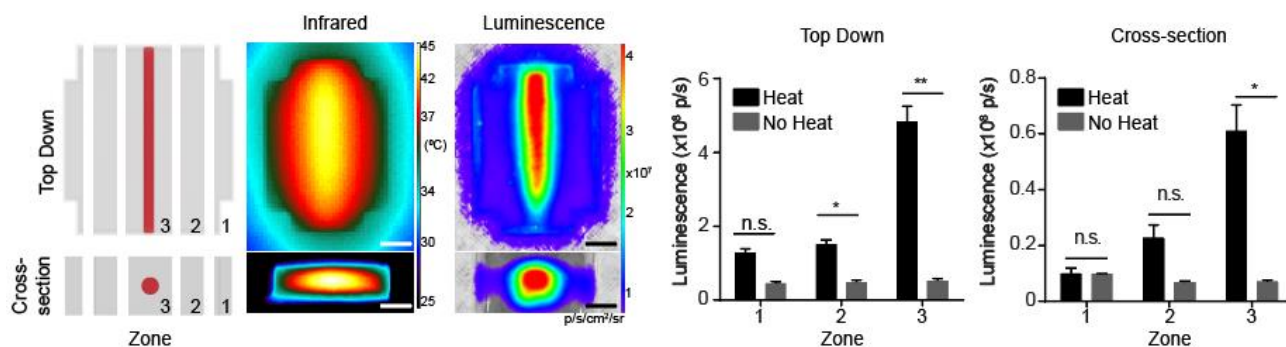 Infrared
Luminescence
Top Down
3 2 1
Cross-
section
3 2 1
Zone
45
42
37
(ºC)
34
30
25
4
3
x10⁷
2
1
p/s/cm²/sr
Top Down
Luminescence (x10⁸ p/s)
6
4
2
0
Heat
No Heat
n.s.
*
**
1 2 3
Zone
Cross-section
Luminescence (x10⁸ p/s)
0.8
0.6
0.4
0.2
0
Heat
No Heat
n.s.
n.s.
*
1 2 3
Zone